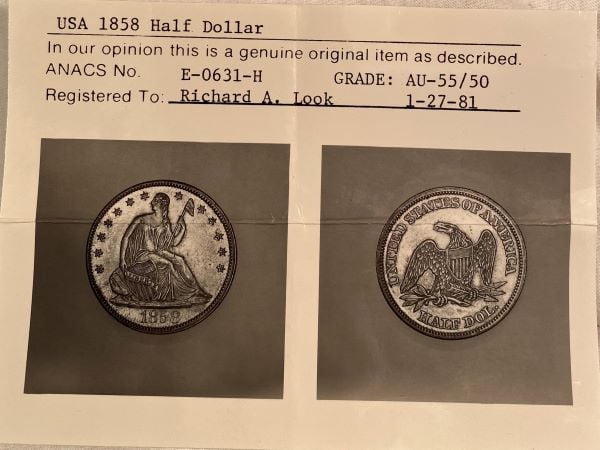 USA 1858 Half Dollar
In our opinion this is a genuine original item as described.
ANACS No. E-0631-H GRADE: AU-55/50
Registered To: Richard A. Look 1-27-81
1858
UNITED STATES OF AMERICA
HALF DOL.